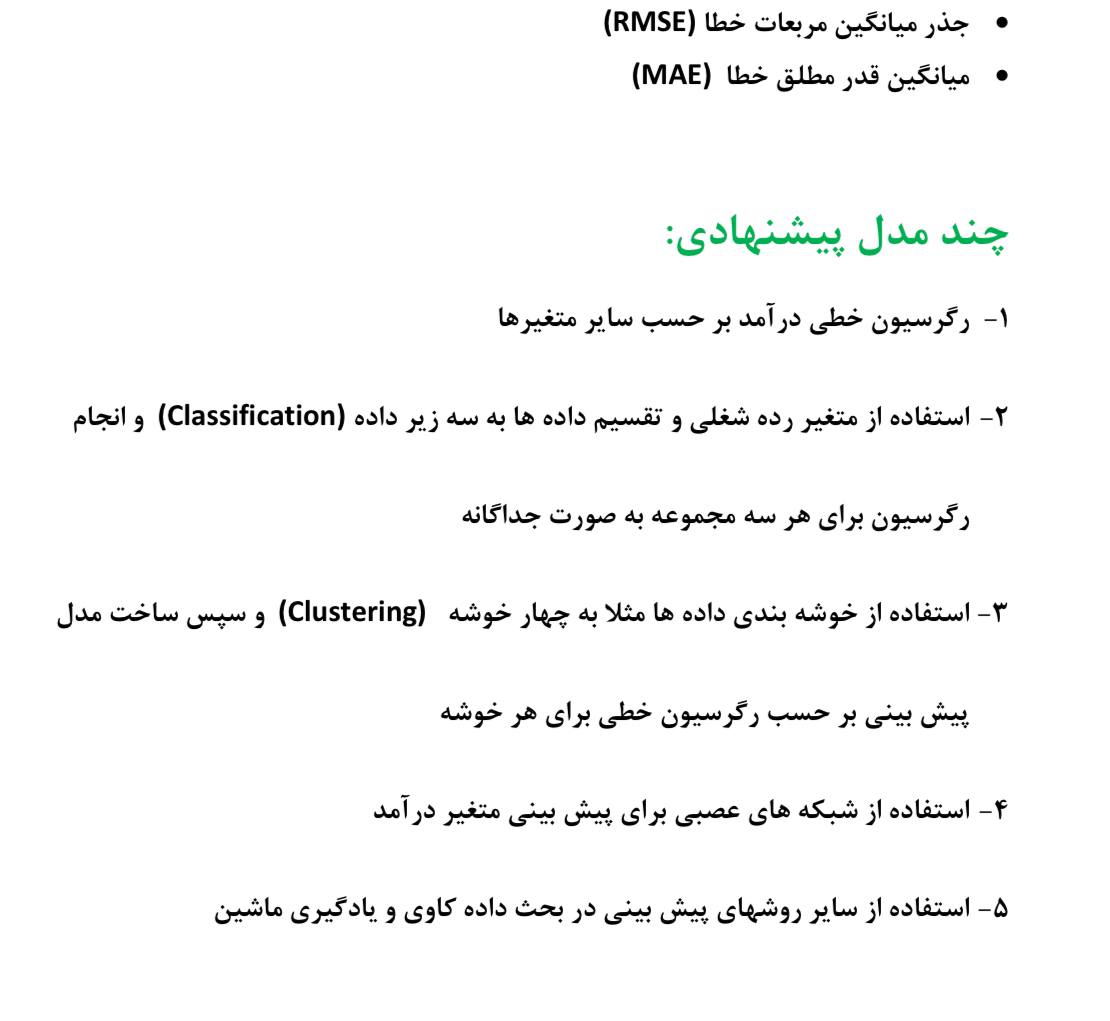 • جذر میانگین مربعات خطا (RMSE)
• میانگین قدر مطلق خطا (MAE)
چند مدل پیشنهادی:
۱- رگرسیون خطی درآمد بر حسب سایر متغیرها
۲- استفاده از متغیر رده شغلی و تقسیم داده ها به سه زیر داده (Classification) و انجام
رگرسیون برای هر سه مجموعه به صورت جداگانه
۳- استفاده از خوشه بندی داده ها مثلا به چهار خوشه (Clustering) و سپس ساخت مدل
پیش بینی بر حسب رگرسیون خطی برای هر خوشه
۴- استفاده از شبکه های عصبی برای پیش بینی متغیر درآمد
۵- استفاده از سایر روشهای پیش بینی در بحث داده کاوی و یادگیری ماشین